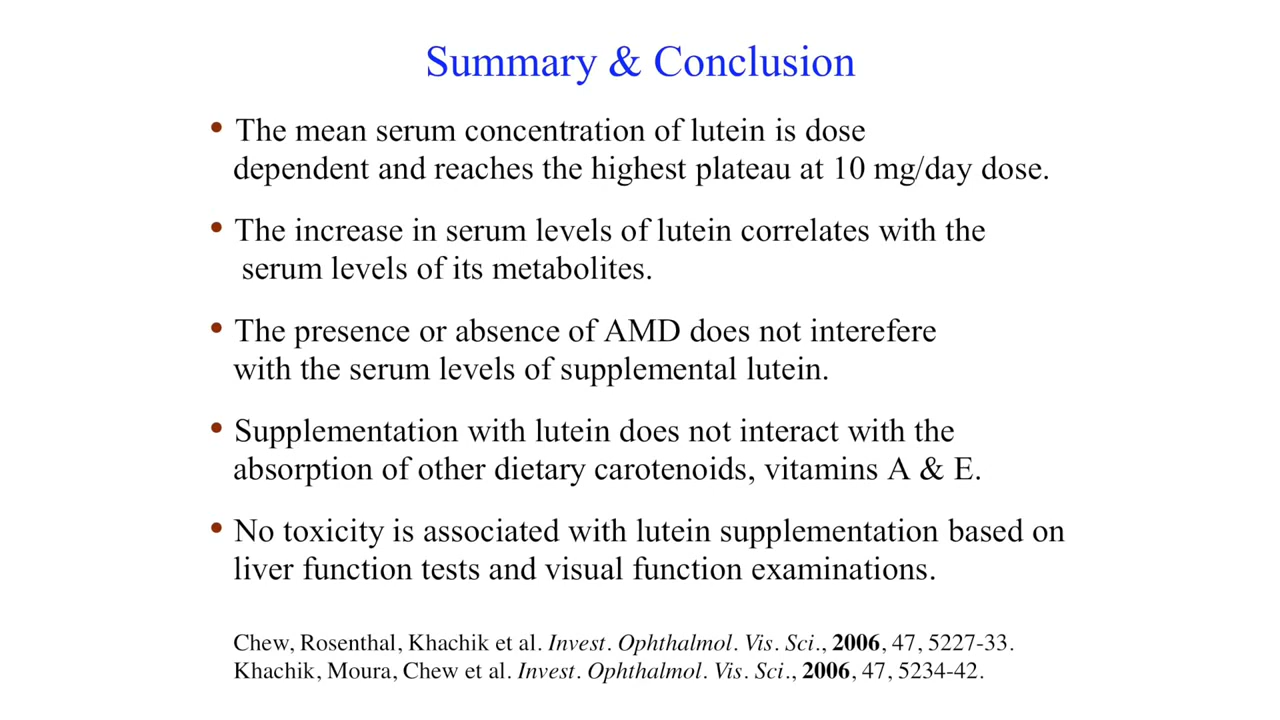 Summary & Conclusion
• The mean serum concentration of lutein is dose
dependent and reaches the highest plateau at 10 mg/day dose.
• The increase in serum levels of lutein correlates with the
serum levels of its metabolites.
• The presence or absence of AMD does not interefere
with the serum levels of supplemental lutein.
• Supplementation with lutein does not interact with the
absorption of other dietary carotenoids, vitamins A & E.
• No toxicity is associated with lutein supplementation based on
liver function tests and visual function examinations.
Chew, Rosenthal, Khachik et al. Invest. Ophthalmol. Vis. Sci., 2006, 47, 5227-33.
Khachik, Moura, Chew et al. Invest. Ophthalmol. Vis. Sci., 2006, 47, 5234-42.